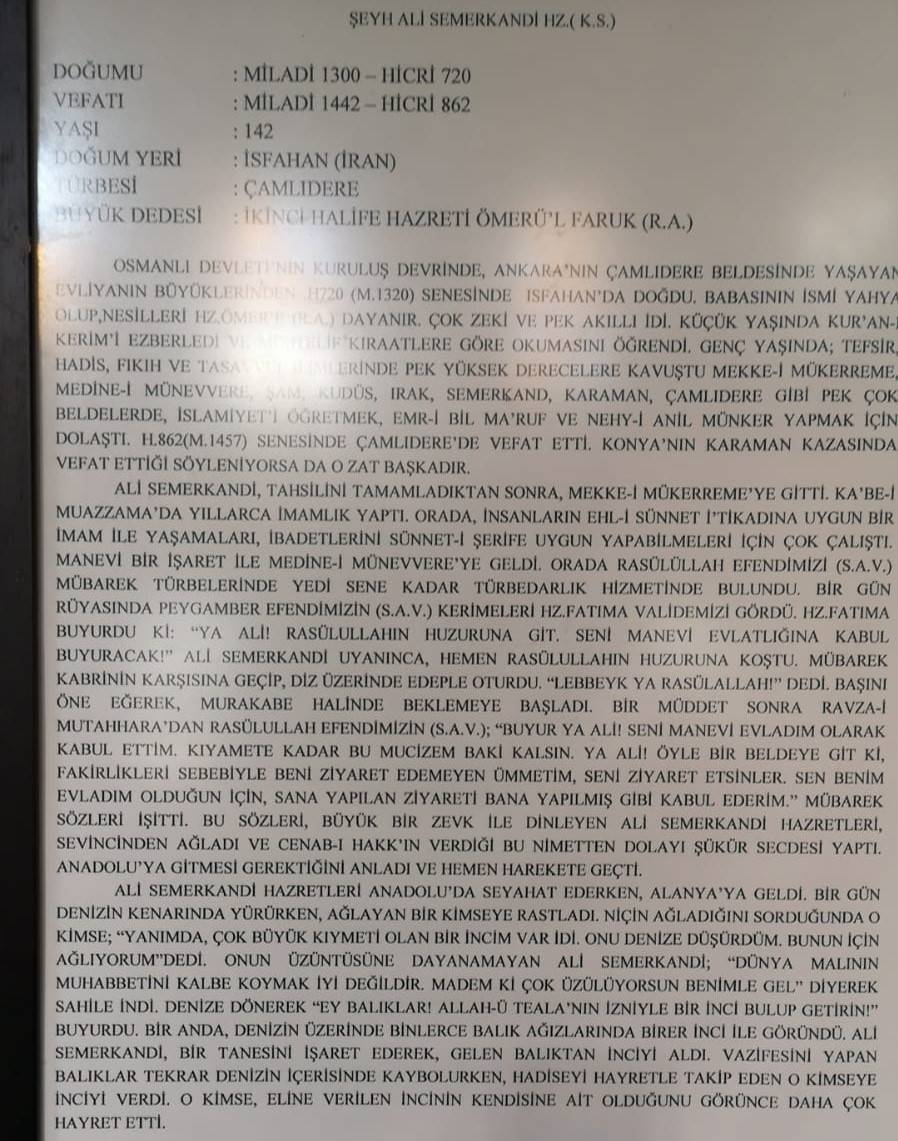 ŞEYH ALİ SEMERKANDİ HZ.( K.S.)
DOĞUMU : MİLADİ 1300 – HİCRİ 720
VEFATI : MİLADİ 1442 – HİCRİ 862
YAŞI : 142
DOĞUM YERİ : İSFAHAN (İRAN)
TÜRBESİ : ÇAMLIDERE
BÜYÜK DEDESİ : İKİNCİ HALİFE HAZRETİ ÖMERÜ'L FARUK (R.A.)
OSMANLI DEVLETİ'NİN KURULUŞ DEVRİNDE, ANKARA'NIN ÇAMLIDERE BELDESİNDE YAŞAYAN
EVLİYANIN BÜYÜKLERİNDEN .H720 (M.1320) SENESİNDE ISFAHAN'DA DOĞDU. BABASININ İSMİ YAHYA
OLUP,NESİLLERİ HZ.ÖMER'E (R.A.) DAYANIR. ÇOK ZEKİ VE PEK AKILLI İDİ. KÜÇÜK YAŞINDA KUR'AN-
KERİM'İ EZBERLEDİ VE KIRAATLERE GÖRE OKUMASINI ÖĞRENDİ. GENÇ YAŞINDA; TEFSİR,
HADİS, FIKIH VE PEK YÜKSEK DERECELERE KAVUŞTU MEKKE-İ MÜKERREME,
MEDİNE-İ MÜNEVVERE, ŞAM, KUDÜS, IRAK, SEMERKAND, KARAMAN, ÇAMLIDERE GİBİ PEK ÇOK
BELDELERDE, İSLAMİYET'İ ÖĞRETMEK, EMR-İ BİL MA'RUF VE NEHY-İ ANİL MÜNKER YAPMAK İÇİN
DOLAŞTI. H.862(M.1457) SENESİNDE ÇAMLIDERE'DE VEFAT ETTİ. KONYA'NIN KARAMAN KAZASINDA
VEFAT ETTİĞİ SÖYLENİYORSA DA O ZAT BAŞKADIR.
ALİ SEMERKANDİ, TAHSİLİNİ TAMAMLADIKTAN SONRA, MEKKE-İ MÜKERREME'YE GİTTİ. KA'BE-İ
MUAZZAMA'DA YILLARCA İMAMLIK YAPTI. ORADA, İNSANLARIN EHL-İ SÜNNET İ'TİKADINA UYGUN BİR
İMAM İLE YAŞAMALARI, İBADETLERİNİ SÜNNET-İ ŞERİFE UYGUN YAPABİLMELERİ İÇİN ÇOK ÇALIŞTI.
MANEVİ BİR İŞARET İLE MEDİNE-İ MÜNEVVERE'YE GELDİ. ORADA RASÜLÜLLAH EFENDİMİZİ (S.A.V.)
MÜBAREK TÜRBELERİNDE YEDİ SENE KADAR TÜRBEDARLIK HİZMETİNDE BULUNDU. BİR GÜN
RÜYASINDA PEYGAMBER EFENDİMİZİN (S.A.V.) KERİMELERİ HZ.FATIMA VALİDEMİZİ GÖRDÜ. HZ.FATIMA
BUYURDU Kİ: "YA ALİ! RASÜLULLAHIN HUZURUNA GİT. SENİ MANEVİ EVLATLIĞINA KABUL
BUYURACAK!" ALİ SEMERKANDİ UYANINCA, HEMEN RASÜLULLAHIN HUZURUNA KOŞTU. MÜBAREK
KABRİNİN KARŞISINA GEÇİP, DİZ ÜZERİNDE EDEPLE OTURDU. "LEBBEYK YA RASÜLALLAH!" DEDİ. BAŞINI
ÖNE EĞEREK, MURAKABE HALİNDE BEKLEMEYE BAŞLADI. BİR MÜDDET SONRA RAVZA-İ
MUTAHHARA'DAN RASÜLULLAH EFENDİMİZİN (S.A.V.); "BUYUR YA ALİ! SENİ MANEVİ EVLADIM OLARAK
KABUL ETTİM. KIYAMETE KADAR BU MUCİZEM BAKİ KALSIN. YA ALİ! ÖYLE BİR BELDEYE GİT Kİ,
FAKİRLİKLERİ SEBEBİYLE BENİ ZİYARET EDEMEYEN ÜMMETİM, SENİ ZİYARET ETSİNLER. SEN BENİM
EVLADIM OLDUĞUN İÇİN, SANA YAPILAN ZİYARETİ BANA YAPILMIŞ GİBİ KABUL EDERİM." MÜBAREK
SÖZLERİ İŞİTTİ. BU SÖZLERİ, BÜYÜK BİR ZEVK İLE DİNLEYEN ALİ SEMERKANDİ HAZRETLERİ,
SEVİNCİNDEN AĞLADI VE CENAB-I HAKK'IN VERDİĞİ BU NİMETTEN DOLAYI ŞÜKÜR SECDESİ YAPTI.
ANADOLU'YA GİTMESİ GEREKTİĞİNİ ANLADI VE HEMEN HAREKETE GEÇTİ.
ALİ SEMERKANDİ HAZRETLERİ ANADOLU'DA SEYAHAT EDERKEN, ALANYA'YA GELDİ. BİR GÜN
DENİZİN KENARINDA YÜRÜRKEN, AĞLAYAN BİR KİMSEYE RASTLADI. NİÇİN AĞLADIĞINI SORDUĞUNDA O
KİMSE; "YANIMDA, ÇOK BÜYÜK KIYMETİ OLAN BİR İNCİM VAR İDİ. ONU DENİZE DÜŞÜRDÜM. BUNUN İÇİN
AĞLIYORUM"DEDİ. ONUN ÜZÜNTÜSÜNE DAYANAMAYAN ALİ SEMERKANDİ; "DÜNYA MALININ
MUHABBETİNİ KALBE KOYMAK İYİ DEĞİLDİR. MADEM Kİ ÇOK ÜZÜLÜYORSUN BENİMLE GEL" DİYEREK
SAHİLE İNDİ. DENİZE DÖNEREK "EY BALIKLAR! ALLAH-Ü TEALA'NIN İZNİYLE BİR İNCİ BULUP GETİRİN!"
BUYURDU. BİR ANDA, DENİZİN ÜZERİNDE BİNLERCE BALIK AĞIZLARINDA BİRER İNCİ İLE GÖRÜNDÜ. ALİ
SEMERKANDİ, BİR TANESİNİ İŞARET EDEREK, GELEN BALIKTAN İNCİYİ ALDI. VAZİFESİNİ YAPAN
BALIKLAR TEKRAR DENİZİN İÇERİSİNDE KAYBOLURKEN, HADİSEYİ HAYRETLE TAKİP EDEN O KİMSEYE
İNCİYİ VERDİ. O KİMSE, ELİNE VERİLEN İNCİNİN KENDİSİNE AİT OLDUĞUNU GÖRÜNCE DAHA ÇOK
HAYRET ETTİ.